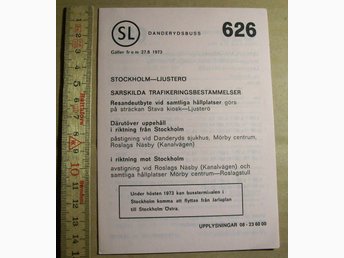 SL
DANDERYDSBUSS
626
Gäller fr o m 27.8 1973
STOCKHOLM—LJUSTERÖ
SÄRSKILDA TRAFIKERINGSBESTÄMMELSER
Resandeutbyte vid samtliga hållplatser görs
på sträckan Stava kiosk—Ljusterö
Därutöver uppehåll
i riktning från Stockholm
påstigning vid Danderyds sjukhus, Mörby centrum,
Roslags Näsby (Kanalvägen)
i riktning mot Stockholm
avstigning vid Roslags Näsby (Kanalvägen) och
samtliga hållplatser Mörby centrum—Roslagstull
Under hösten 1973 kan busstermiealen i
Stockholm komma att flyttas från Jarlaplan
till Stockholm Östra.
UPPLYSNINGAR 08 - 23 60 00